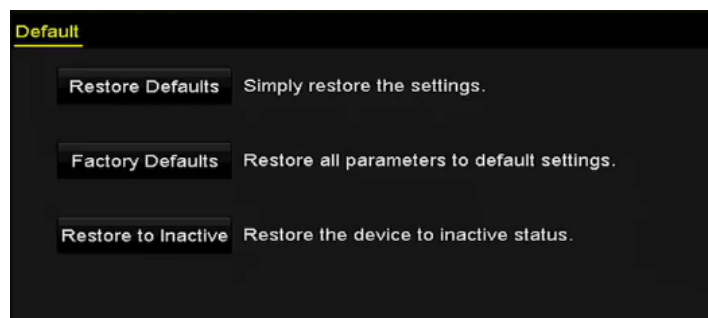 Default
Restore Defaults Simply restore the settings.
Factory Defaults Restore all parameters to default settings.
Restore to Inactive Restore the device to inactive status.